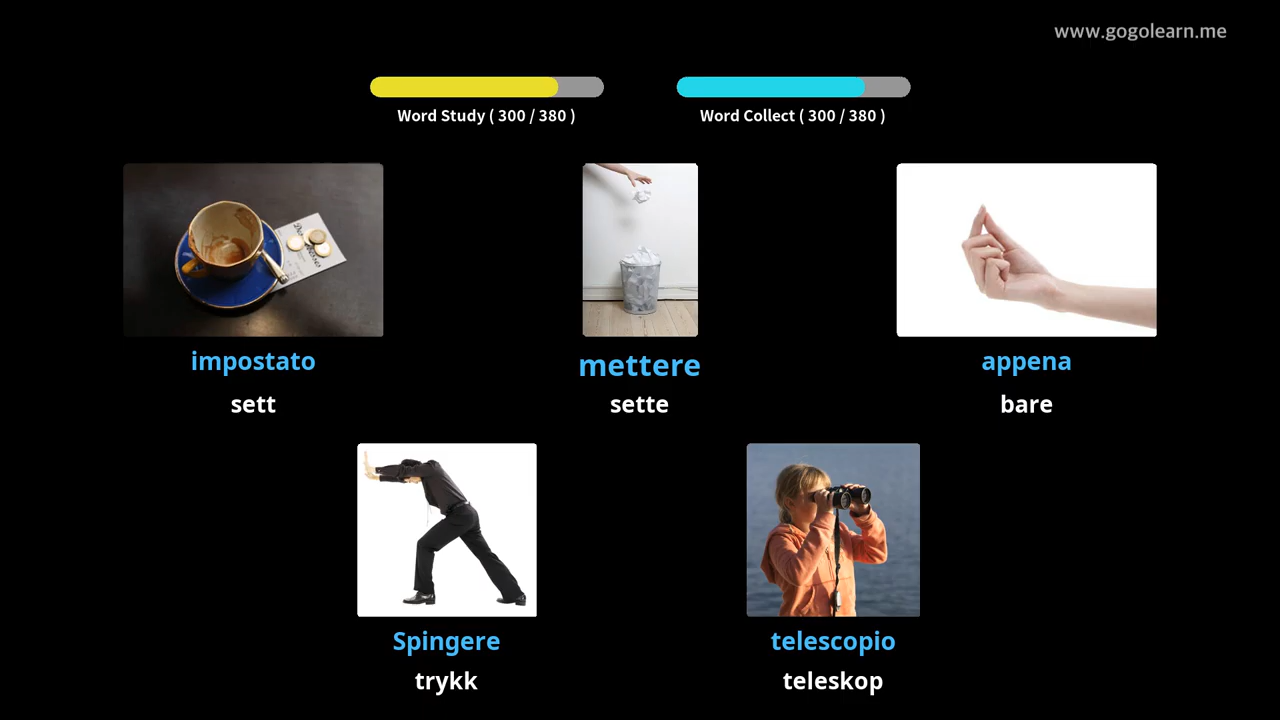 www.gogolearn.me
Word Study ( 300 / 380 )
Word Collect ( 300 / 380 )
impostato
sett
mettere
sette
appena
bare
Spingere
trykk
telescopio
teleskop